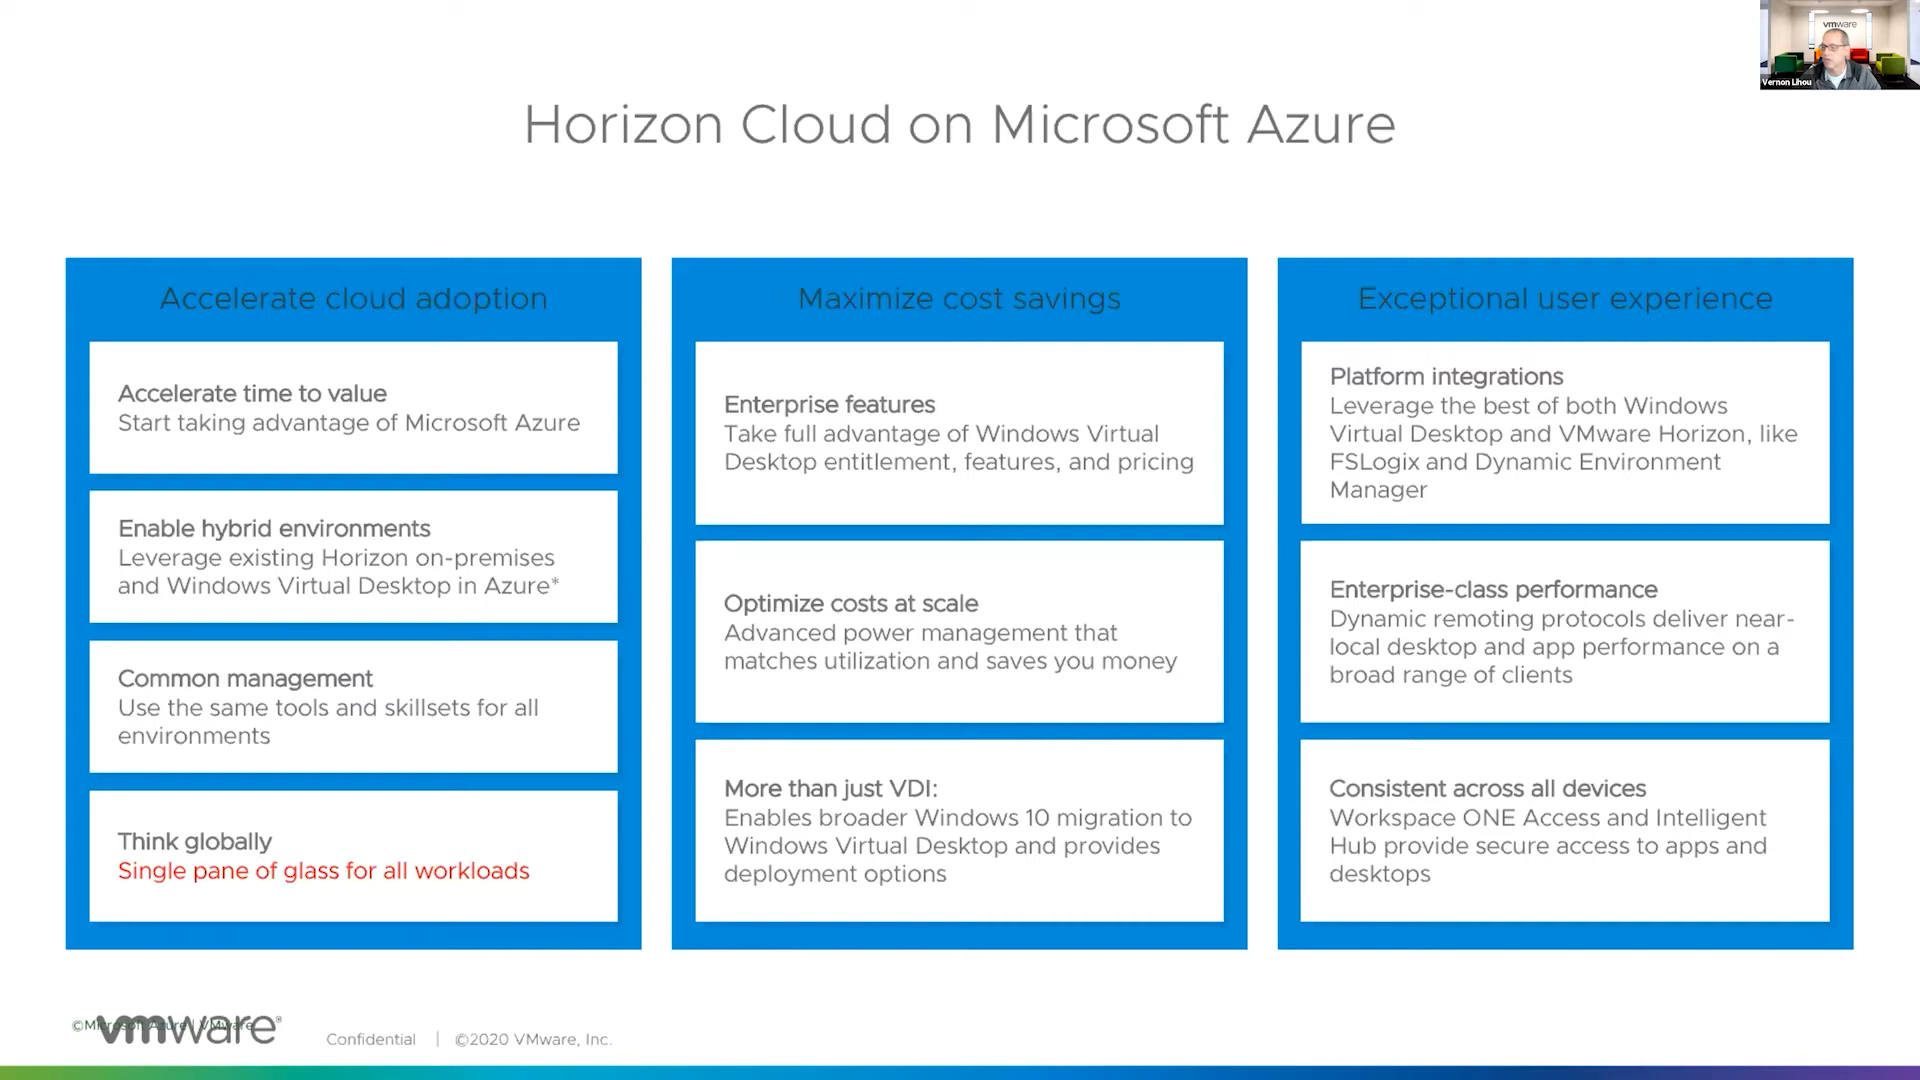 vmware
Vernon Lihou
Horizon Cloud on Microsoft Azure
Accelerate cloud adoption
Accelerate time to value
Start taking advantage of Microsoft Azure
Enable hybrid environments
Leverage existing Horizon on-premises
and Windows Virtual Desktop in Azure*
Common management
Use the same tools and skillsets for all
environments
Think globally
Single pane of glass for all workloads
Maximize cost savings
Enterprise features
Take full advantage of Windows Virtual
Desktop entitlement, features, and pricing
Optimize costs at scale
Advanced power management that
matches utilization and saves you money
More than just VDI:
Enables broader Windows 10 migration to
Windows Virtual Desktop and provides
deployment options
Exceptional user experience
Platform integrations
Leverage the best of both Windows
Virtual Desktop and VMware Horizon, like
FSLogix and Dynamic Environment
Manager
Enterprise-class performance
Dynamic remoting protocols deliver near-
local desktop and app performance on a
broad range of clients
Consistent across all devices
Workspace ONE Access and Intelligent
Hub provide secure access to apps and
desktops
©Microsoft Azure | VMware
vmware®
Confidential | ©2020 VMware, Inc.